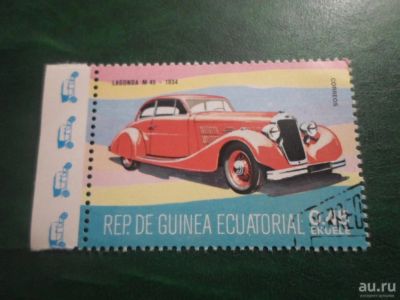 LAGONDA M 45 - 1934
CORREOS
REP DE GUINEA ECUATORIAL
EKUELE
au.ru